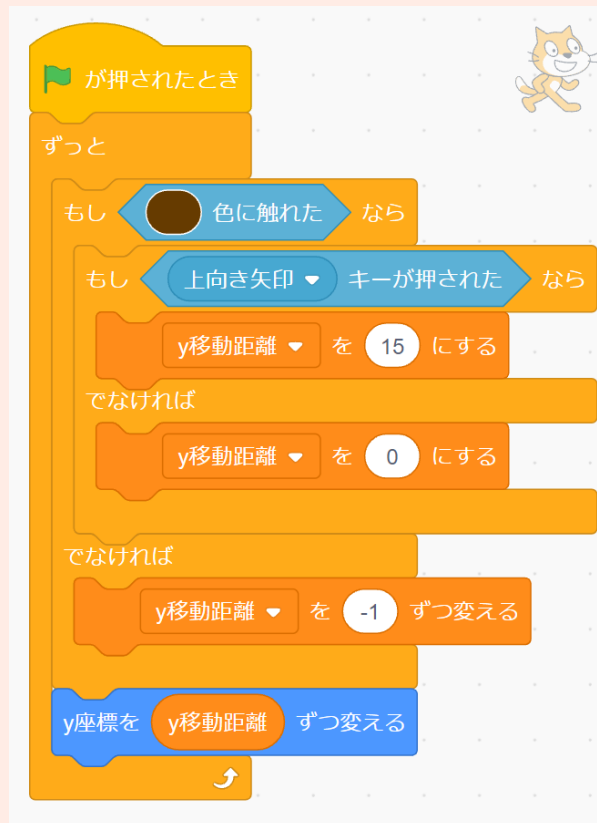 が押されたとき
ずっと
もし 色に触れた なら
もし 上向き矢印 キーが押された なら
y移動距離 を 15 にする
でなければ
y移動距離 を 0 にする
でなければ
y移動距離 を -1 ずつ変える
y座標を y移動距離 ずつ変える